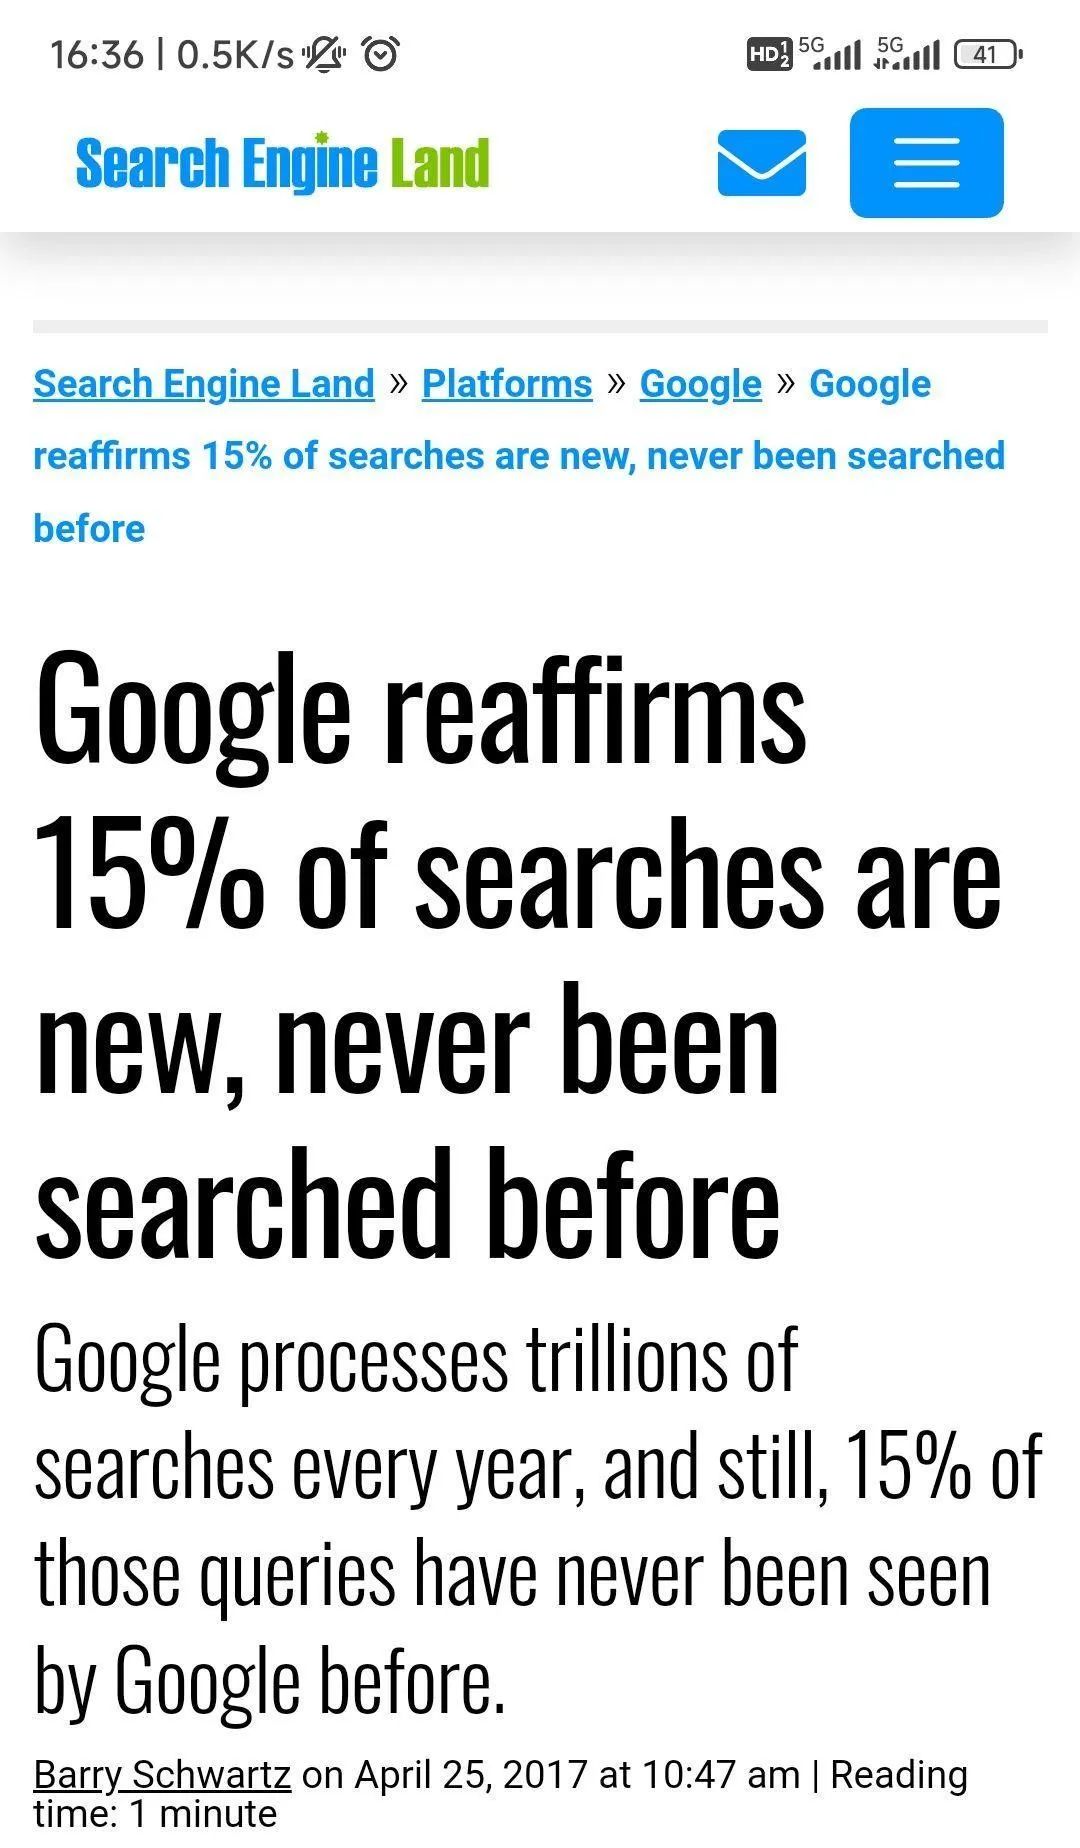 16:36 | 0.5K/s HD 1 2 5G 5G 41
Search Engine Land
Search Engine Land » Platforms » Google » Google
reaffirms 15% of searches are new, never been searched
before
Google reaffirms
15% of searches are
new, never been
searched before
Google processes trillions of
searches every year, and still, 15% of
those queries have never been seen
by Google before.
Barry Schwartz on April 25, 2017 at 10:47 am | Reading
time: 1 minute